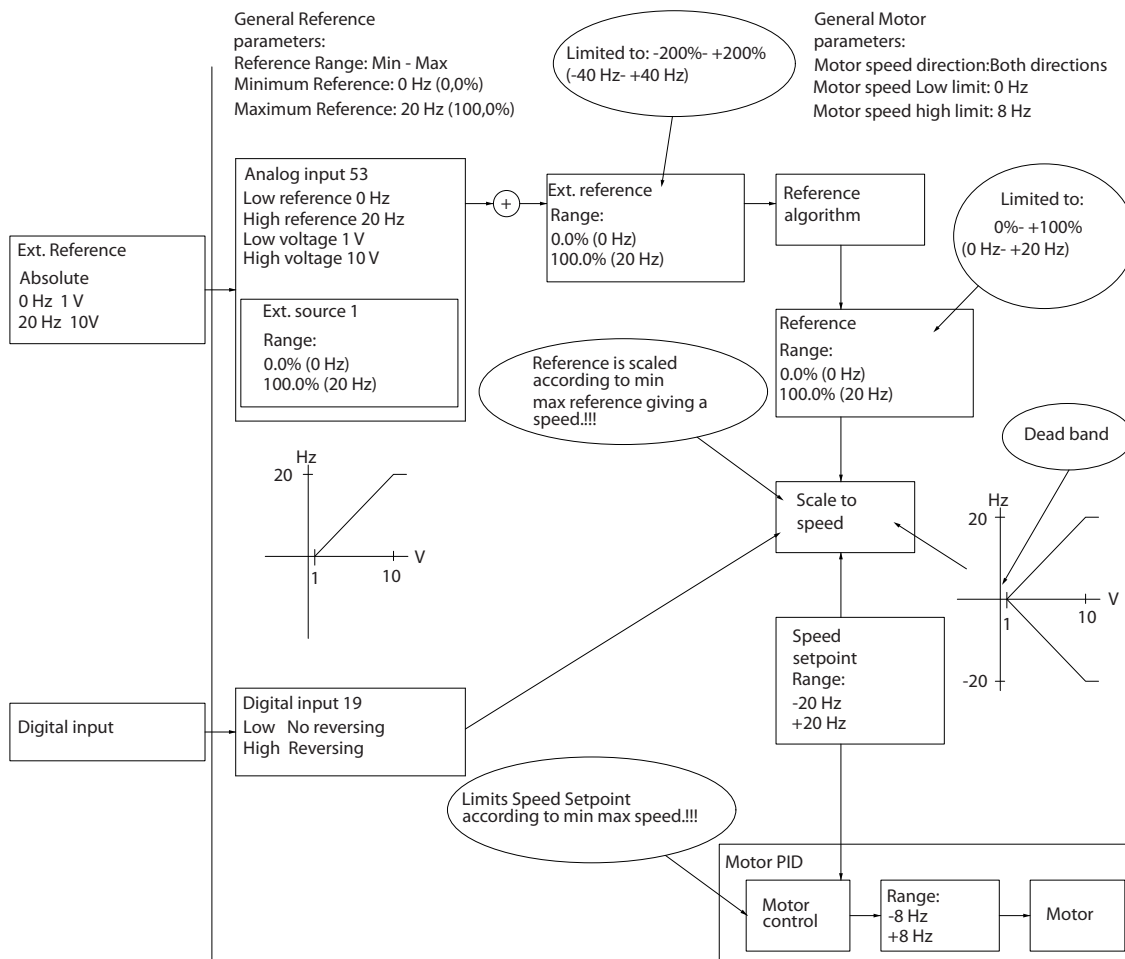 General Reference
parameters:
Reference Range: Min - Max
Minimum Reference: 0 Hz (0,0%)
Maximum Reference: 20 Hz (100,0%)
Limited to: -200%- +200%
(-40 Hz- +40 Hz)
General Motor
parameters:
Motor speed direction:Both directions
Motor speed Low limit: 0 Hz
Motor speed high limit: 8 Hz
Ext. Reference
Absolute
0 Hz 1 V
20 Hz 10V
Analog input 53
Low reference 0 Hz
High reference 20 Hz
Low voltage 1 V
High voltage 10 V
Ext. source 1
Range:
0.0% (0 Hz)
100.0% (20 Hz)
+
Ext. reference
Range:
0.0% (0 Hz)
100.0% (20 Hz)
Reference
algorithm
Limited to:
0%- +100%
(0 Hz- +20 Hz)
Reference
Range:
0.0% (0 Hz)
100.0% (20 Hz)
Reference is scaled
according to min
max reference giving a
speed.!!!
Dead band
Hz
20
V
1
10
Scale to
speed
Hz
20
V
1
10
-20
Speed
setpoint
Range:
-20 Hz
+20 Hz
Digital input
Digital input 19
Low No reversing
High Reversing
Limits Speed Setpoint
according to min max speed.!!!
Motor PID
Motor
control
Range:
-8 Hz
+8 Hz
Motor